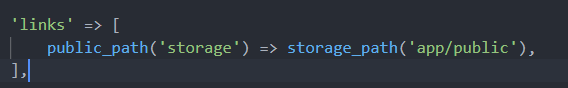 'links' => [
    public_path('storage') => storage_path('app/public'),
],